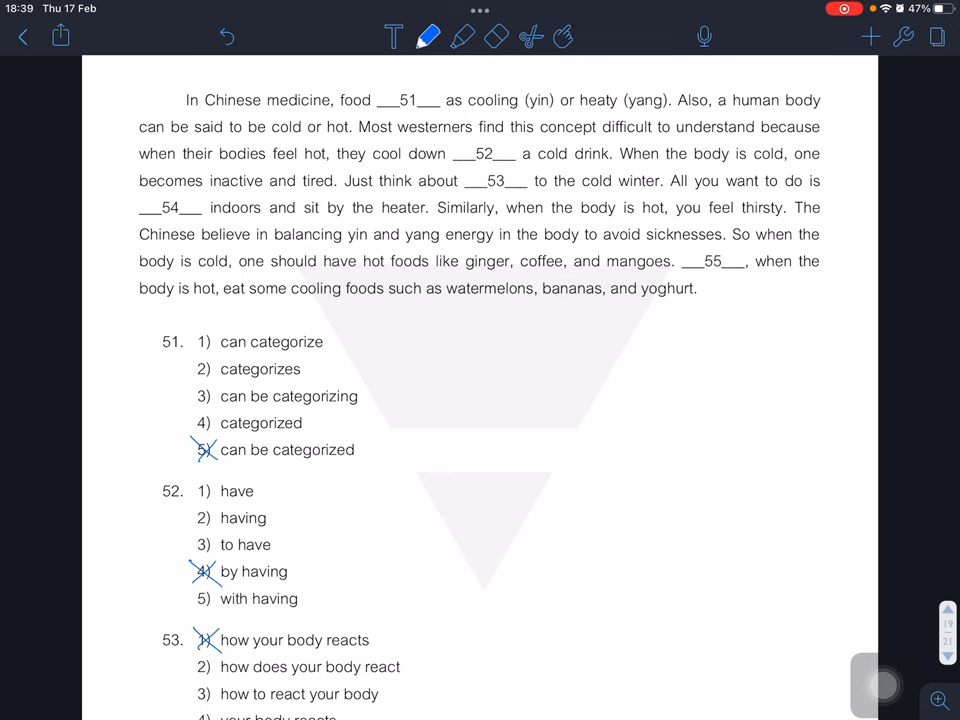 18:39 Thu 17 Feb
47%
In Chinese medicine, food ___51___ as cooling (yin) or heaty (yang). Also, a human body
can be said to be cold or hot. Most westerners find this concept difficult to understand because
when their bodies feel hot, they cool down ___52___ a cold drink. When the body is cold, one
becomes inactive and tired. Just think about ___53___ to the cold winter. All you want to do is
___54___ indoors and sit by the heater. Similarly, when the body is hot, you feel thirsty. The
Chinese believe in balancing yin and yang energy in the body to avoid sicknesses. So when the
body is cold, one should have hot foods like ginger, coffee, and mangoes. ___55___, when the
body is hot, eat some cooling foods such as watermelons, bananas, and yoghurt.
51. 1) can categorize
2) categorizes
3) can be categorizing
4) categorized
5) can be categorized
52. 1) have
2) having
3) to have
4) by having
5) with having
53. 1) how your body reacts
2) how does your body react
3) how to react your body
4) your body reacts
19
21